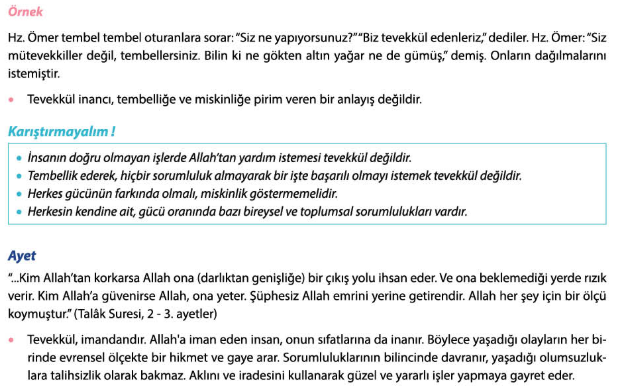 Örnek
Hz. Ömer tembel tembel oturanlara sorar: "Siz ne yapıyorsunuz?" "Biz tevekkül edenleriz," dediler. Hz. Ömer: "Siz
mütevekkiller değil, tembellersiniz. Bilin ki ne gökten altın yağar ne de gümüş," demiş. Onların dağılmalarını
istemiştir.
• Tevekkül inancı, tembelliğe ve miskinliğe pirim veren bir anlayış değildir.
Karıştırmayalım !
• İnsanın doğru olmayan işlerde Allah'tan yardım istemesi tevekkül değildir.
• Tembellik ederek, hiçbir sorumluluk almayarak bir işte başarılı olmayı istemek tevekkül değildir.
• Herkes gücünün farkında olmalı, miskinlik göstermemelidir.
• Herkesin kendine ait, gücü oranında bazı bireysel ve toplumsal sorumlulukları vardır.
Ayet
"...Kim Allah'tan korkarsa Allah ona (darlıktan genişliğe) bir çıkış yolu ihsan eder. Ve ona beklemediği yerde rızık
verir. Kim Allah'a güvenirse Allah, ona yeter. Şüphesiz Allah emrini yerine getirendir. Allah her şey için bir ölçü
koymuştur." (Talâk Suresi, 2 - 3. ayetler)
• Tevekkül, imandandır. Allah'a iman eden insan, onun sıfatlarına da inanır. Böylece yaşadığı olayların her bi-
rinde evrensel ölçekte bir hikmet ve gaye arar. Sorumluluklarının bilincinde davranır, yaşadığı olumsuzluk-
lara talihsizlik olarak bakmaz. Aklını ve iradesini kullanarak güzel ve yararlı işler yapmaya gayret eder.